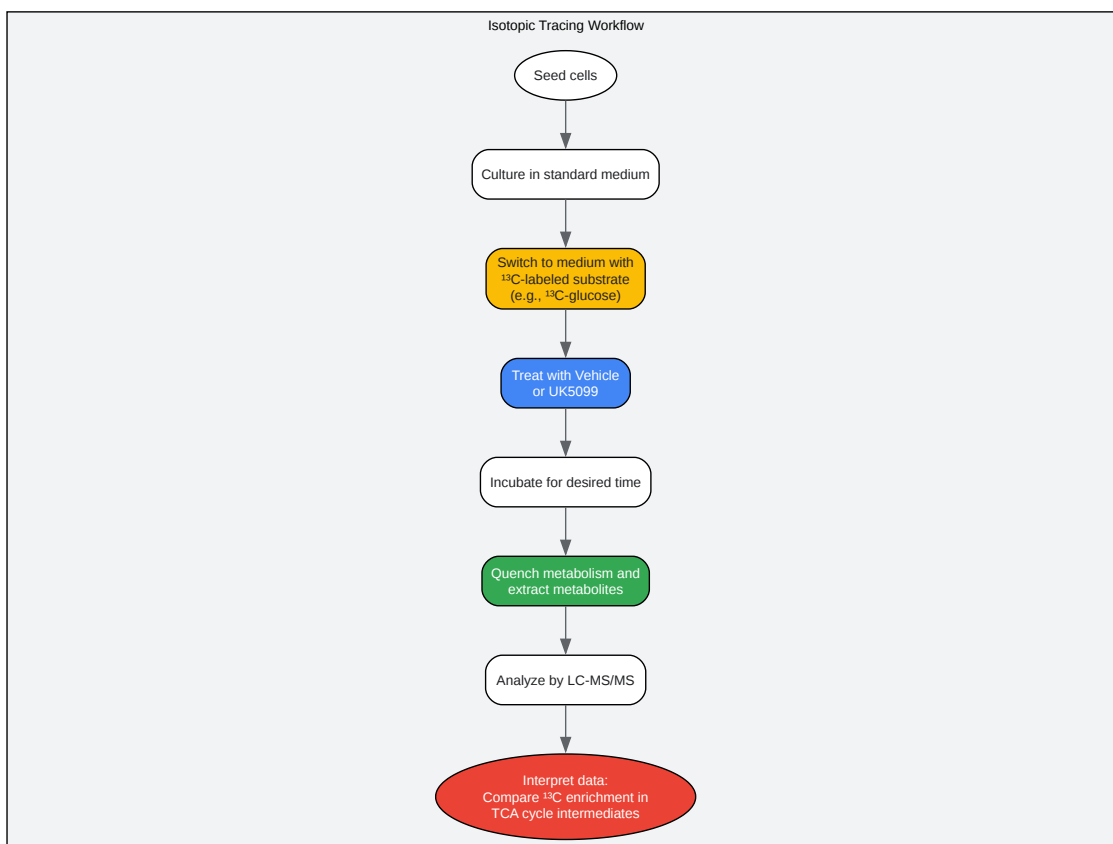 Isotopic Tracing Workflow
Seed cells
Culture in standard medium
Switch to medium with
¹³C-labeled substrate
(e.g., ¹³C-glucose)
Treat with Vehicle
or UK5099
Incubate for desired time
Quench metabolism and
extract metabolites
Analyze by LC-MS/MS
Interpret data:
Compare ¹³C enrichment in
TCA cycle intermediates